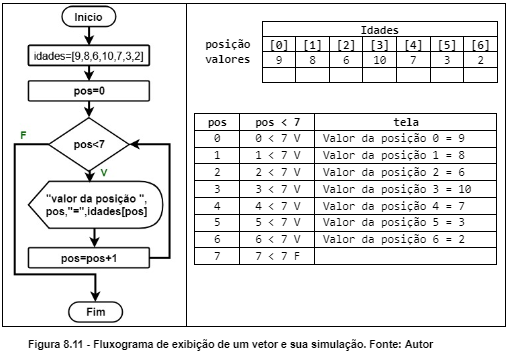 Inicio
idades=[9,8,6,10,7,3,2]
pos=0
F
pos<7
V
"valor da posição ",
pos,"=",idades[pos]
pos=pos+1
Fim
Idades
posição [0] [1] [2] [3] [4] [5] [6]
valores 9 8 6 10 7 3 2
pos pos < 7 tela
0 0 < 7 V Valor da posição 0 = 9
1 1 < 7 V Valor da posição 1 = 8
2 2 < 7 V Valor da posição 2 = 6
3 3 < 7 V Valor da posição 3 = 10
4 4 < 7 V Valor da posição 4 = 7
5 5 < 7 V Valor da posição 5 = 3
6 6 < 7 V Valor da posição 6 = 2
7 7 < 7 F
Figura 8.11 - Fluxograma de exibição de um vetor e sua simulação. Fonte: Autor